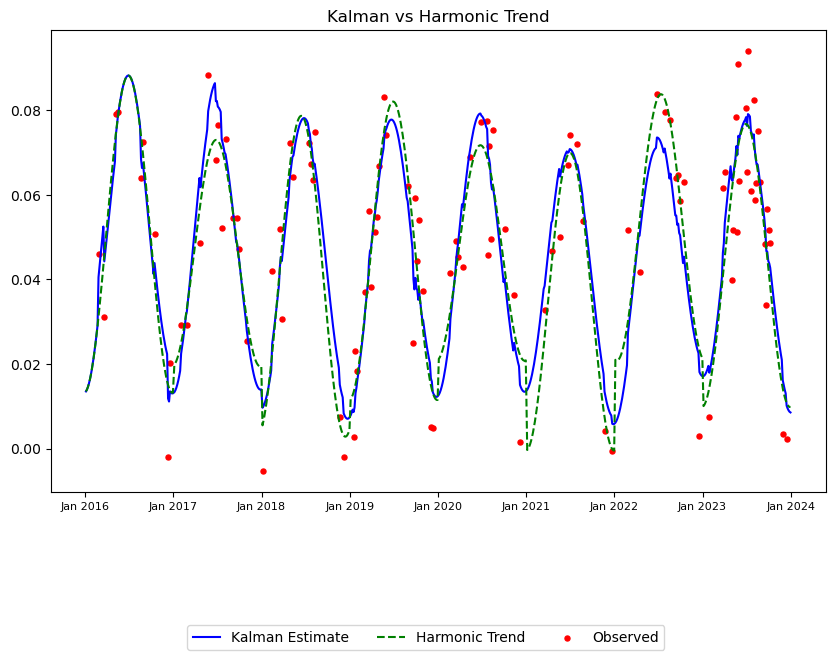 Kalman vs Harmonic Trend
0.08
0.06
0.04
0.02
0.00
Jan 2016 Jan 2017 Jan 2018 Jan 2019 Jan 2020 Jan 2021 Jan 2022 Jan 2023 Jan 2024
Kalman Estimate Harmonic Trend Observed